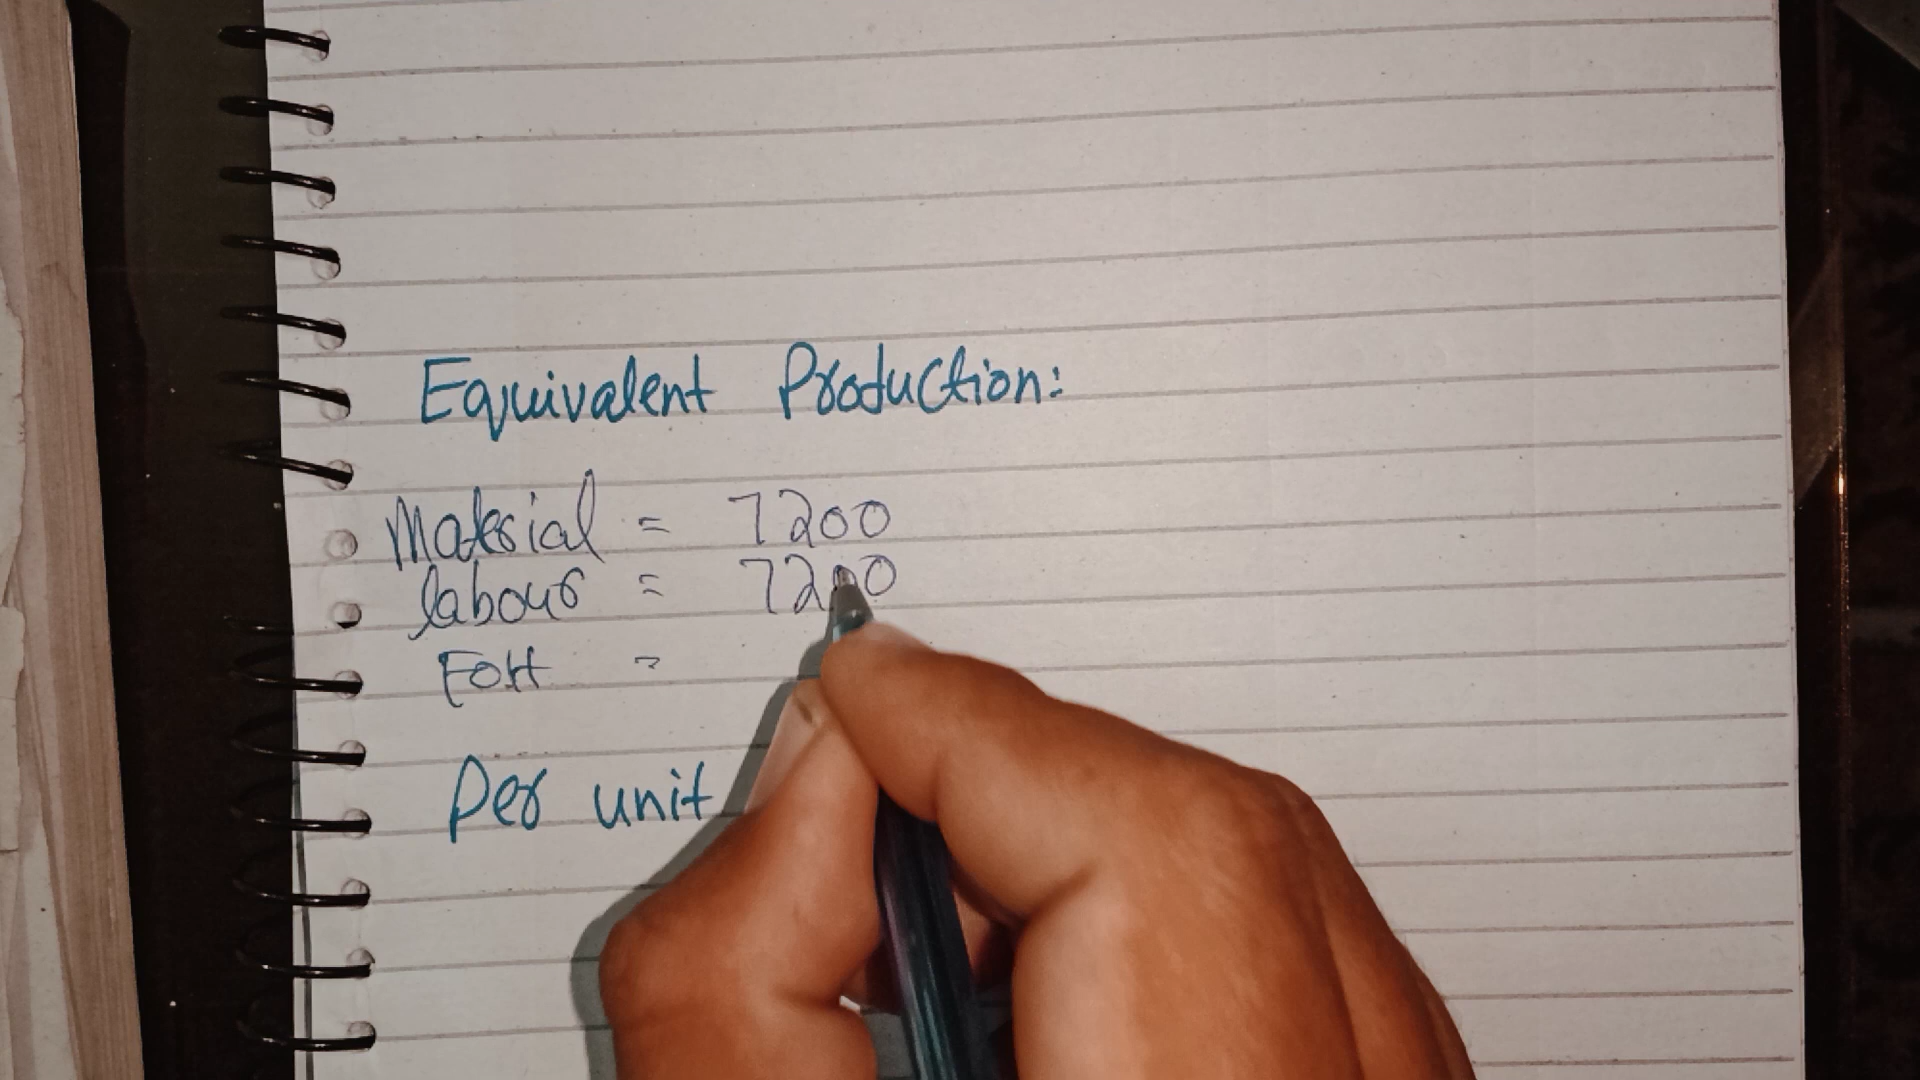 Equivalent Production:
Material = 7200
labour = 7200
FOH =
Per unit